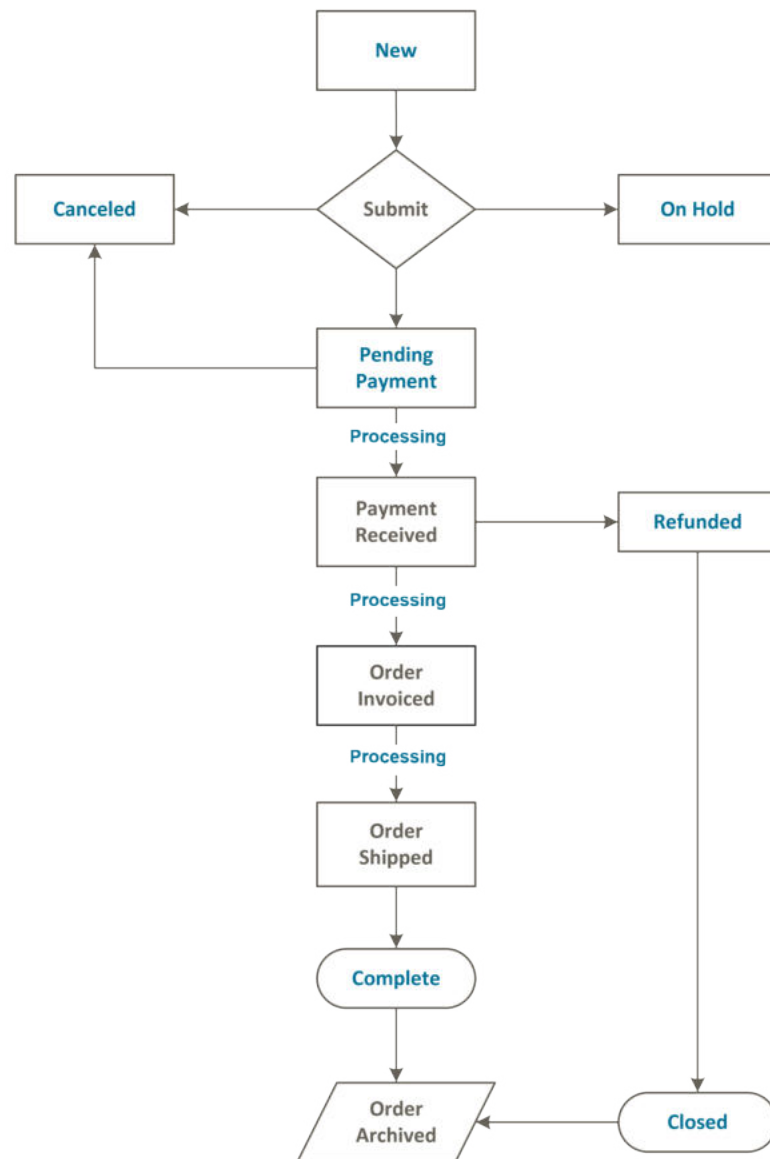 New
Canceled
Submit
On Hold
Pending
Payment
Processing
Payment
Received
Refunded
Processing
Order
Invoiced
Processing
Order
Shipped
Complete
Order
Archived
Closed